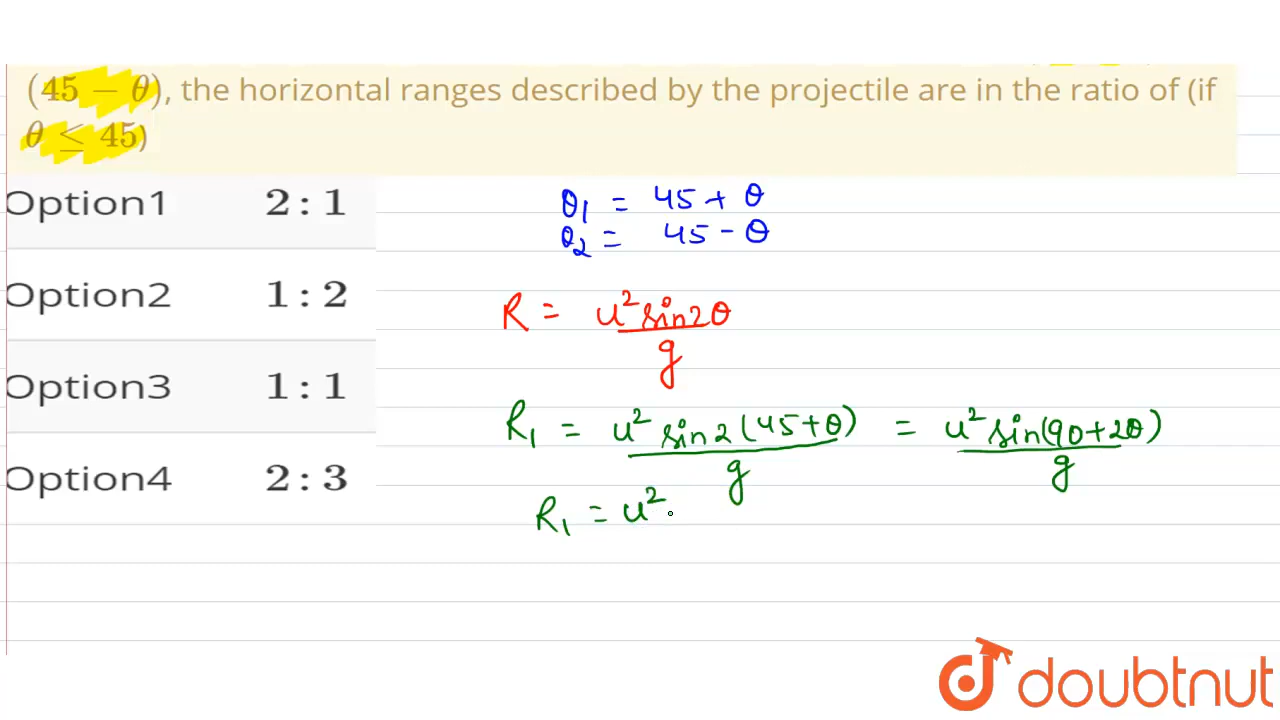 (45 − θ), the horizontal ranges described by the projectile are in the ratio of (if
θ ≤ 45)
Option1 2 : 1
Option2 1 : 2
Option3 1 : 1
Option4 2 : 3
θ₁ = 45 + θ
θ₂ = 45 - θ
R = u² sin2θ / g
R₁ = u² sin2(45+θ) / g = u² sin(90+2θ) / g
R₁ = u²
doubtnut